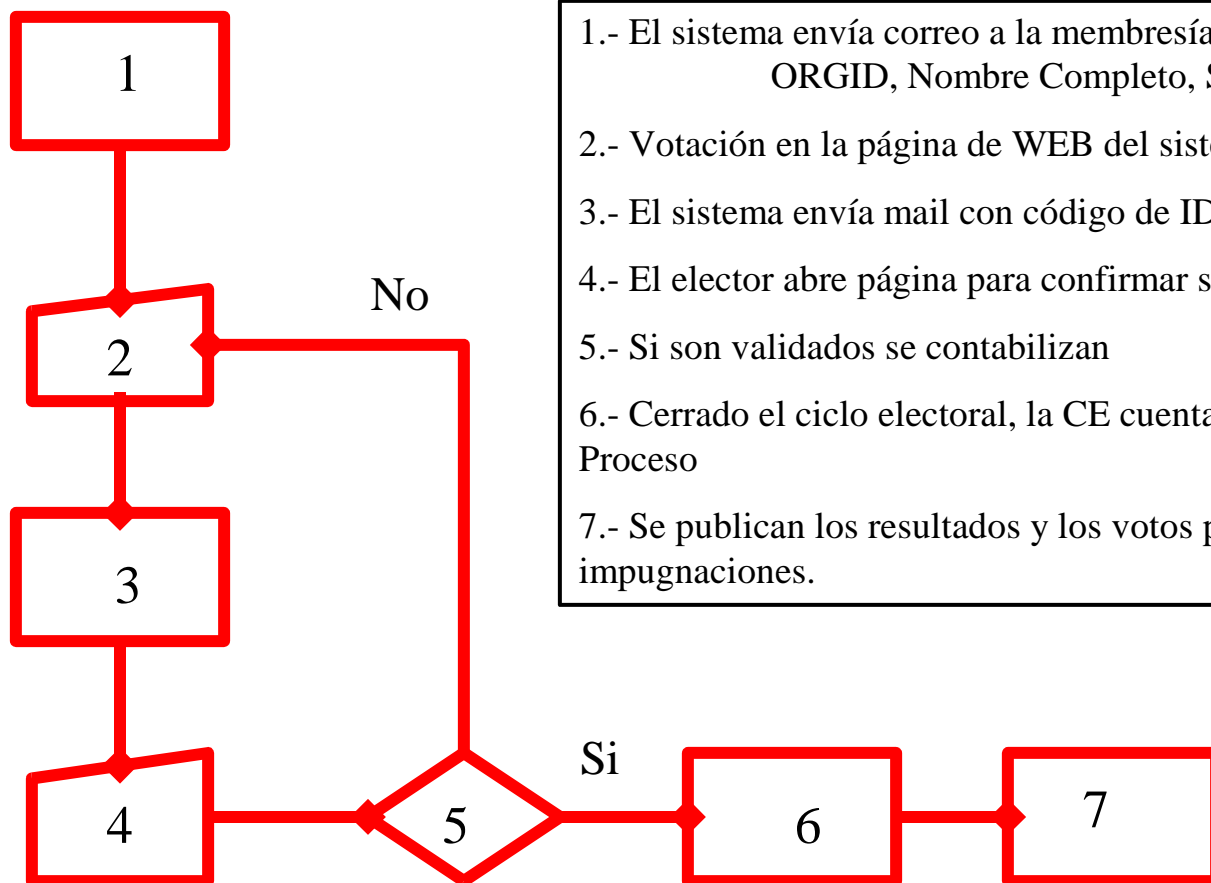 1
1.- El sistema envía correo a la membresía
ORGID, Nombre Completo,
2.- Votación en la página de WEB del
3.- El sistema envía mail con código de
No
4.- El elector abre página para confirmar
2
5.- Si son validados se contabilizan
6.- Cerrado el ciclo electoral, la CE
Proceso
7.- Se publican los resultados y los votos
impugnaciones.
3
Si
4
5
6
7